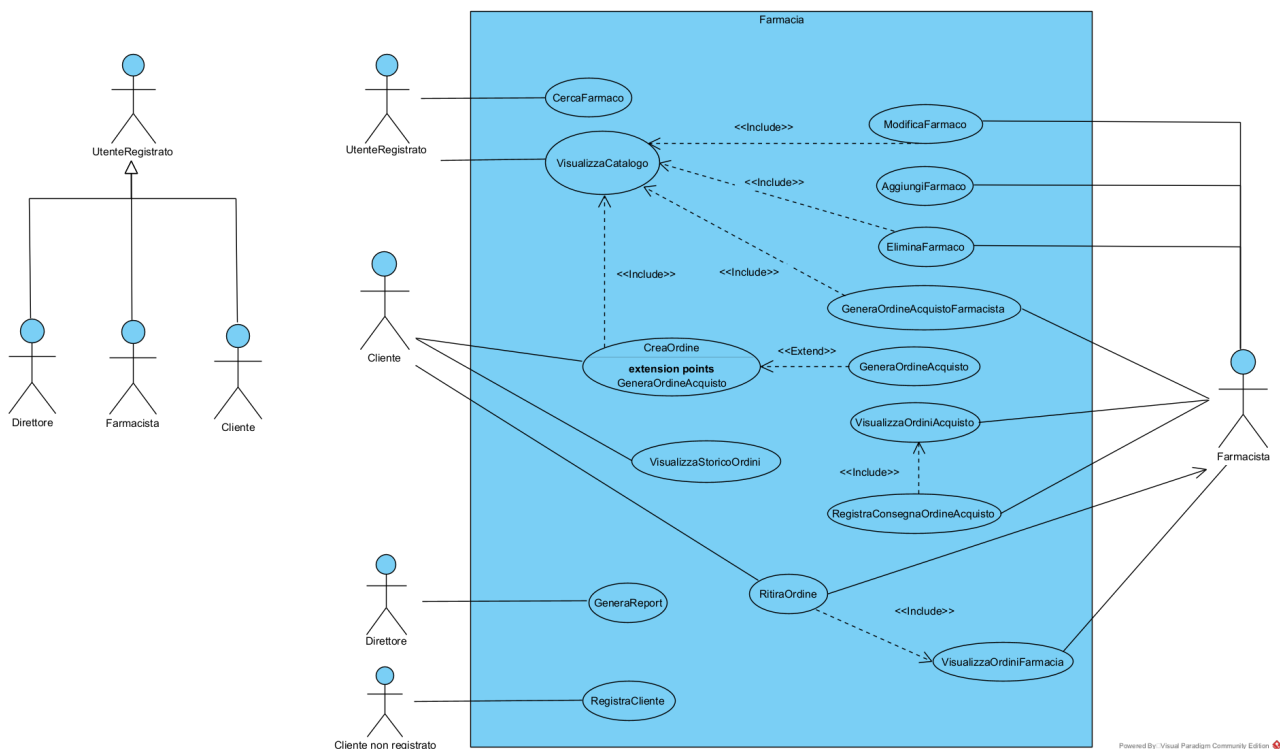 Farmacia
UtenteRegistrato
Direttore
Farmacista
Cliente
UtenteRegistrato
Cliente
Direttore
Cliente non registrato
CercaFarmaco
VisualizzaCatalogo
<<Include>>
ModificaFarmaco
<<Include>>
AggiungiFarmaco
EliminaFarmaco
<<Include>>
<<Include>>
GeneraOrdineAcquistoFarmacista
CreaOrdine
extension points
GeneraOrdineAcquisto
<<Extend>>
GeneraOrdineAcquisto
VisualizzaOrdiniAcquisto
<<Include>>
RegistraConsegnaOrdineAcquisto
VisualizzaStoricoOrdini
Farmacista
GeneraReport
RitiraOrdine
<<Include>>
VisualizzaOrdiniFarmacia
RegistraCliente
Powered By: Visual Paradigm Community Edition